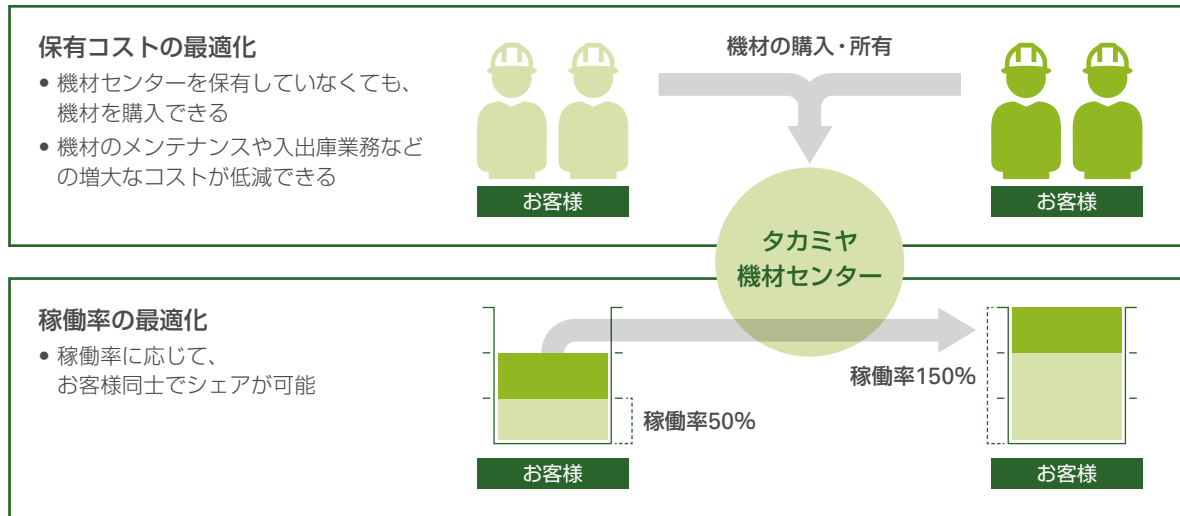 保有コストの最適化
• 機材センターを保有していなくても、
機材を購入できる
• 機材のメンテナンスや入出庫業務など
の増大なコストが低減できる
機材の購入・所有
お客様
お客様
タカミヤ
機材センター
稼働率の最適化
• 稼働率に応じて、
お客様同士でシェアが可能
稼働率50%
稼働率150%
お客様
お客様